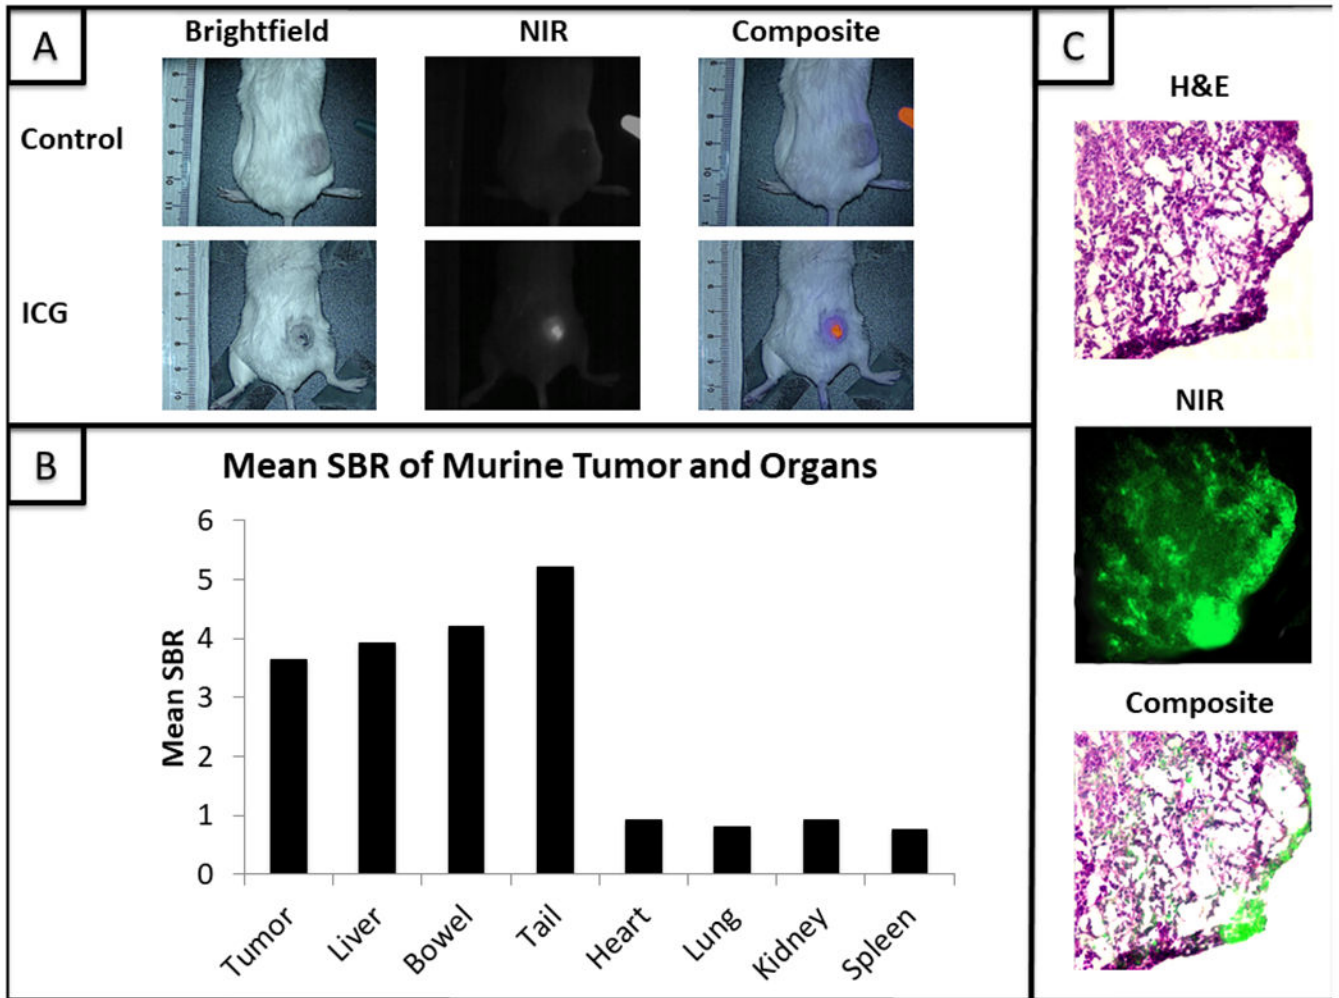 A
Brightfield
NIR
Composite
Control
ICG
B
Mean SBR of Murine Tumor and Organs
Mean SBR
6
5
4
3
2
1
0
Tumor
Liver
Bowel
Tail
Heart
Lung
Kidney
Spleen
C
H&E
NIR
Composite